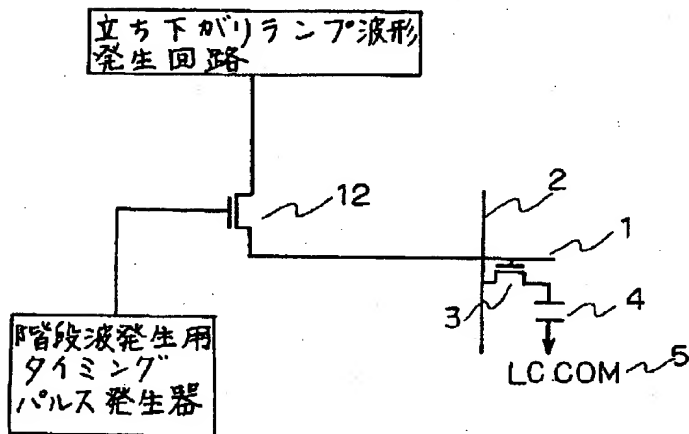 立ち下がりランプ波形
発生回路
12
2
1
3
4
LC.COM
5
階段波発生用
タイミング
パルス発生器